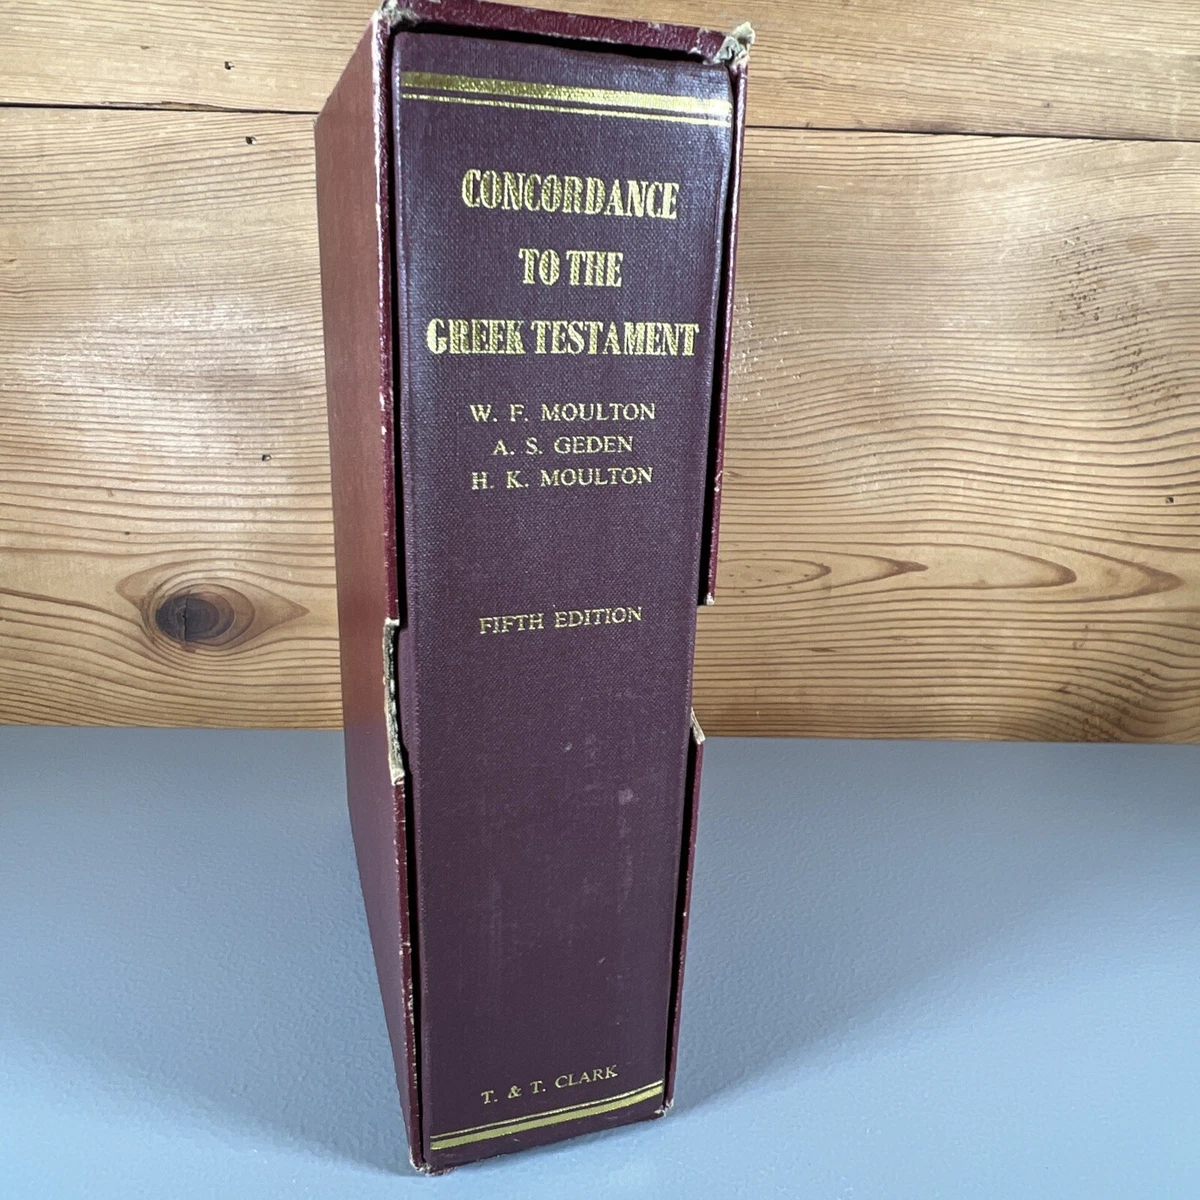 CONCORDANCE
TO THE
GREEK TESTAMENT
W. F. MOULTON
A. S. GEDEN
H. K. MOULTON
FIFTH EDITION
T. & T. CLARK